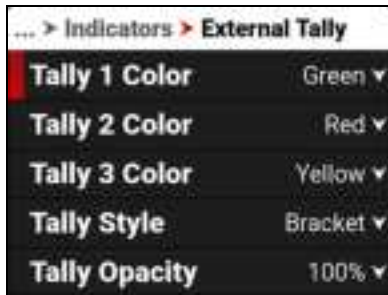 ... > Indicators > External Tally
Tally 1 Color Green
Tally 2 Color Red
Tally 3 Color Yellow
Tally Style Bracket
Tally Opacity 100%